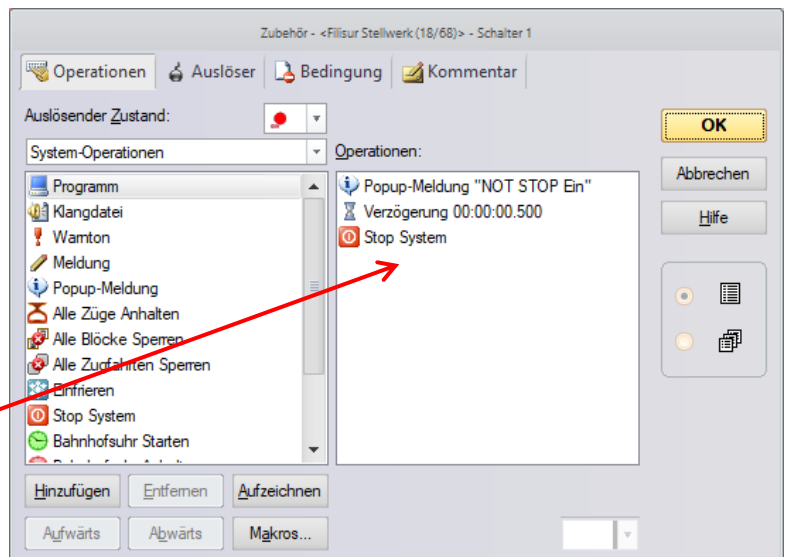 Zubehör - <Filisur Stellwerk (18/68)> - Schalter 1
Operationen Auslöser Bedingung Kommentar
Auslösender Zustand:
System-Operationen
Programm
Klangdatei
Warnton
Meldung
Popup-Meldung
Alle Züge Anhalten
Alle Blöcke Sperren
Alle Zugfahrten Sperren
Einfrieren
Stop System
Bahnhofsuhr Starten
Hinzufügen Entfernen Aufzeichnen
Aufwärts Abwärts Makros...
Operationen:
Popup-Meldung "NOT STOP Ein"
Verzögerung 00:00:00.500
Stop System
OK
Abbrechen
Hilfe